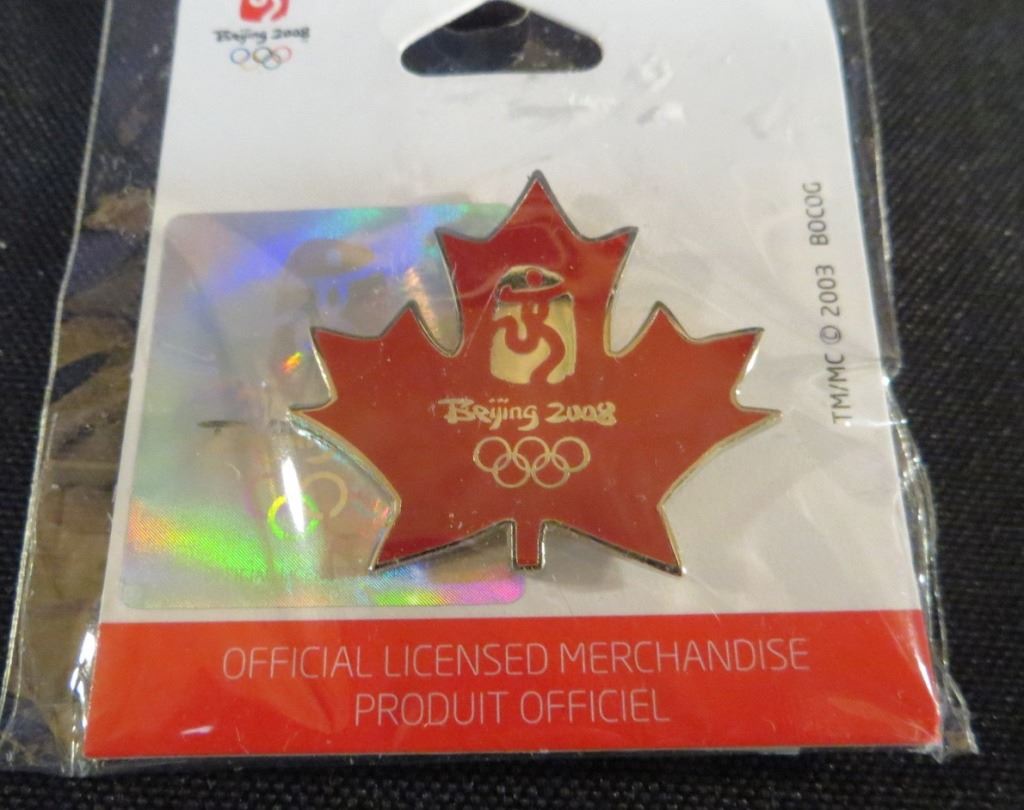 Beijing 2008
TM/MC © 2003 BOCOG
Beijing 2008
OFFICIAL LICENSED MERCHANDISE
PRODUIT OFFICIEL